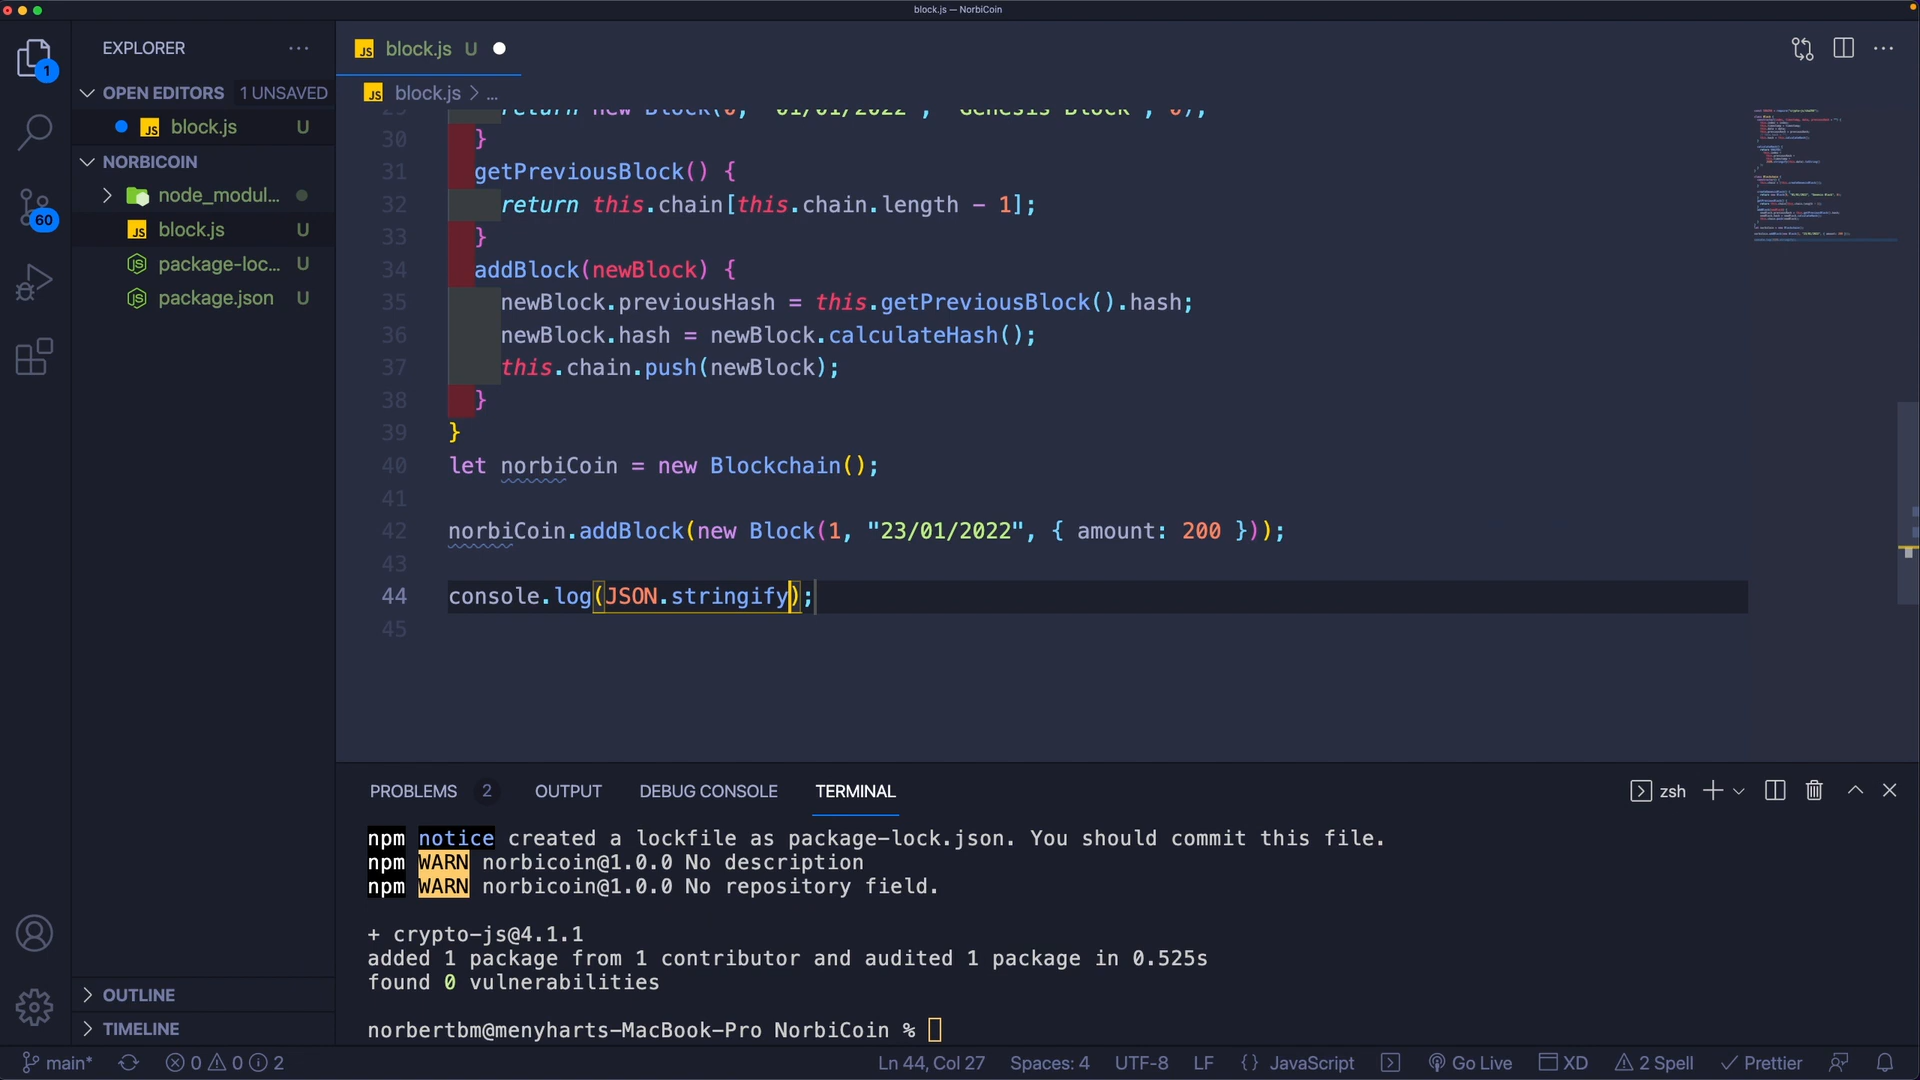 block.js — NorbiCoin
EXPLORER
OPEN EDITORS 1 UNSAVED
block.js U
NORBICOIN
node_modul...
block.js U
package-loc... U
package.json U
OUTLINE
TIMELINE
1
60
block.js U
block.js > ...
return new Block(0, "01/01/2022", "Genesis Block", 0);
30 }
31 getPreviousBlock() {
32 return this.chain[this.chain.length - 1];
33 }
34 addBlock(newBlock) {
35 newBlock.previousHash = this.getPreviousBlock().hash;
36 newBlock.hash = newBlock.calculateHash();
37 this.chain.push(newBlock);
38 }
39 }
40 let norbiCoin = new Blockchain();
41
42 norbiCoin.addBlock(new Block(1, "23/01/2022", { amount: 200 }));
43
44 console.log(JSON.stringify);
45
PROBLEMS 2 OUTPUT DEBUG CONSOLE TERMINAL
zsh
npm notice created a lockfile as package-lock.json. You should commit this file.
npm WARN norbicoin@1.0.0 No description
npm WARN norbicoin@1.0.0 No repository field.
+ crypto-js@4.1.1
added 1 package from 1 contributor and audited 1 package in 0.525s
found 0 vulnerabilities
norbertbm@menyharts-MacBook-Pro NorbiCoin %
main* 0 0 2 Ln 44, Col 27 Spaces: 4 UTF-8 LF {} JavaScript Go Live XD 2 Spell Prettier